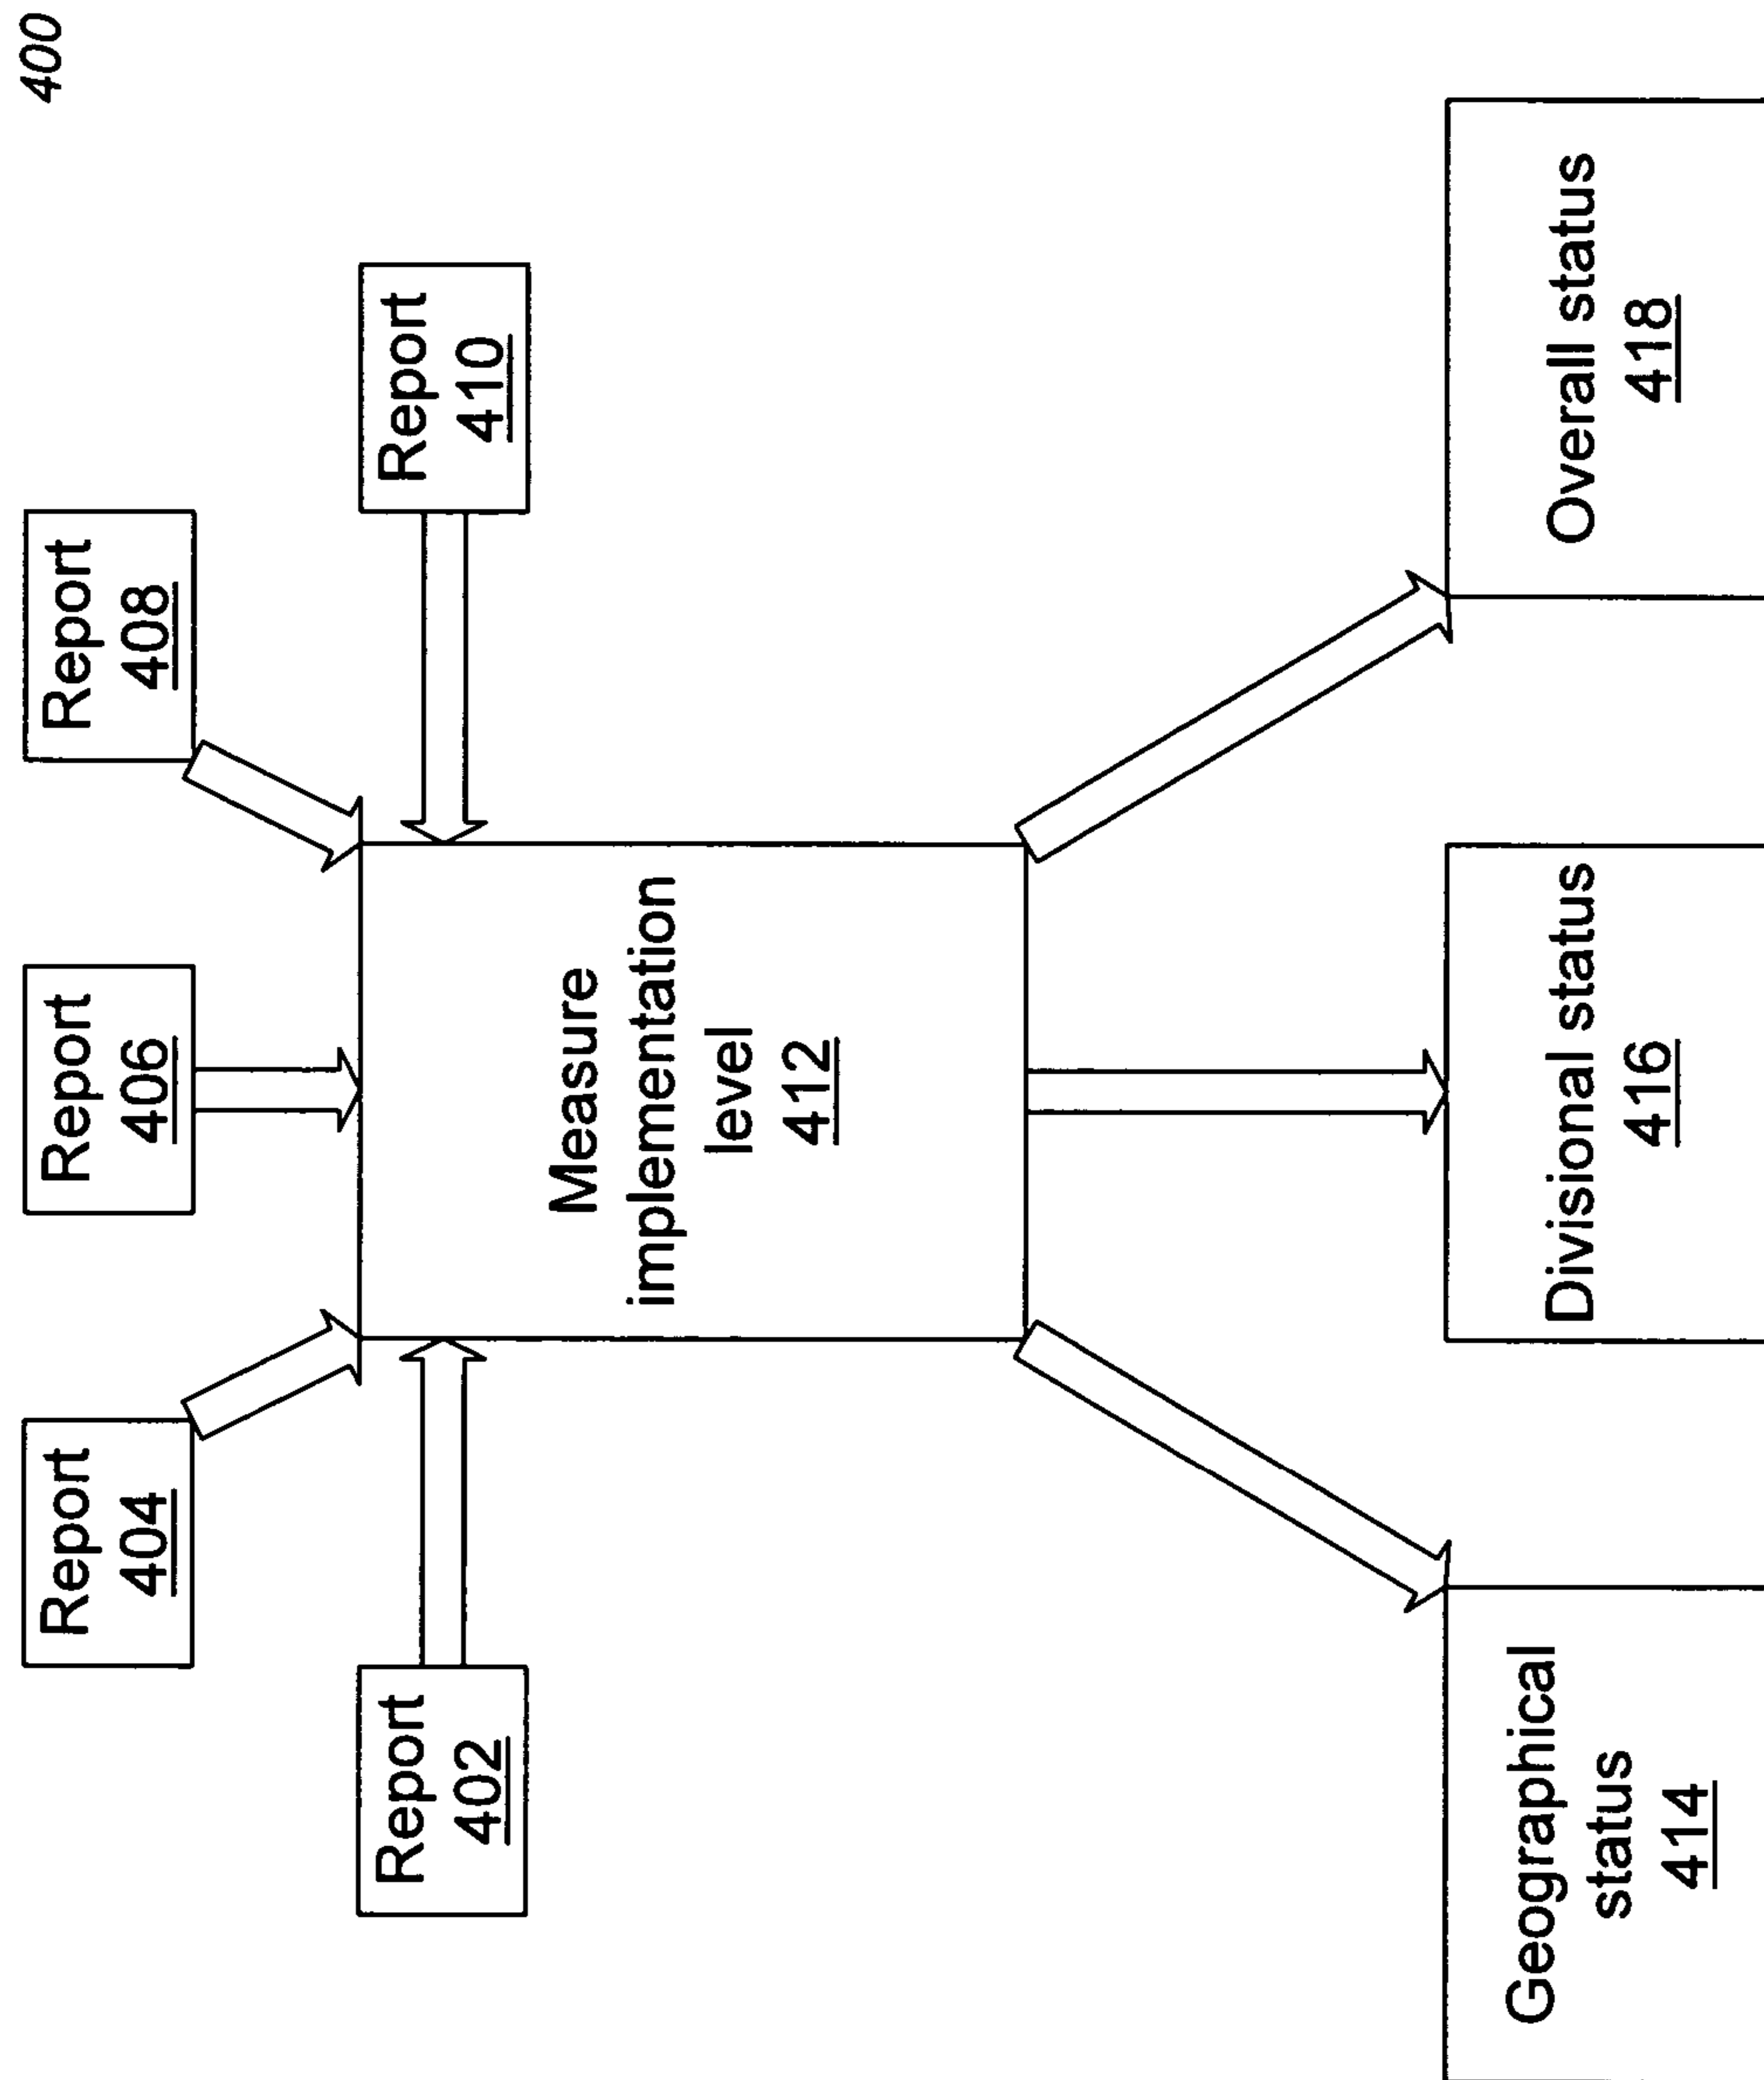 400
Report
404
Report
406
Report
408
Report
402
Report
410
Measure
implementation
level
412
Geographical
status
414
Divisional status
416
Overall status
418